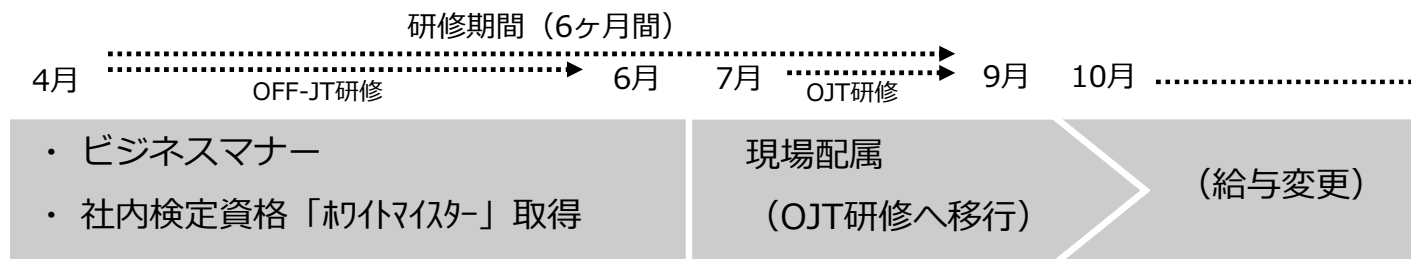 研修期間（6ヶ月間）
4月 6月 7月 9月 10月
OFF-JT研修 OJT研修
・ ビジネスマナー
・ 社内検定資格「ﾎﾜｲﾄﾏｲｽﾀｰ」取得
現場配属
（OJT研修へ移行）
（給与変更）